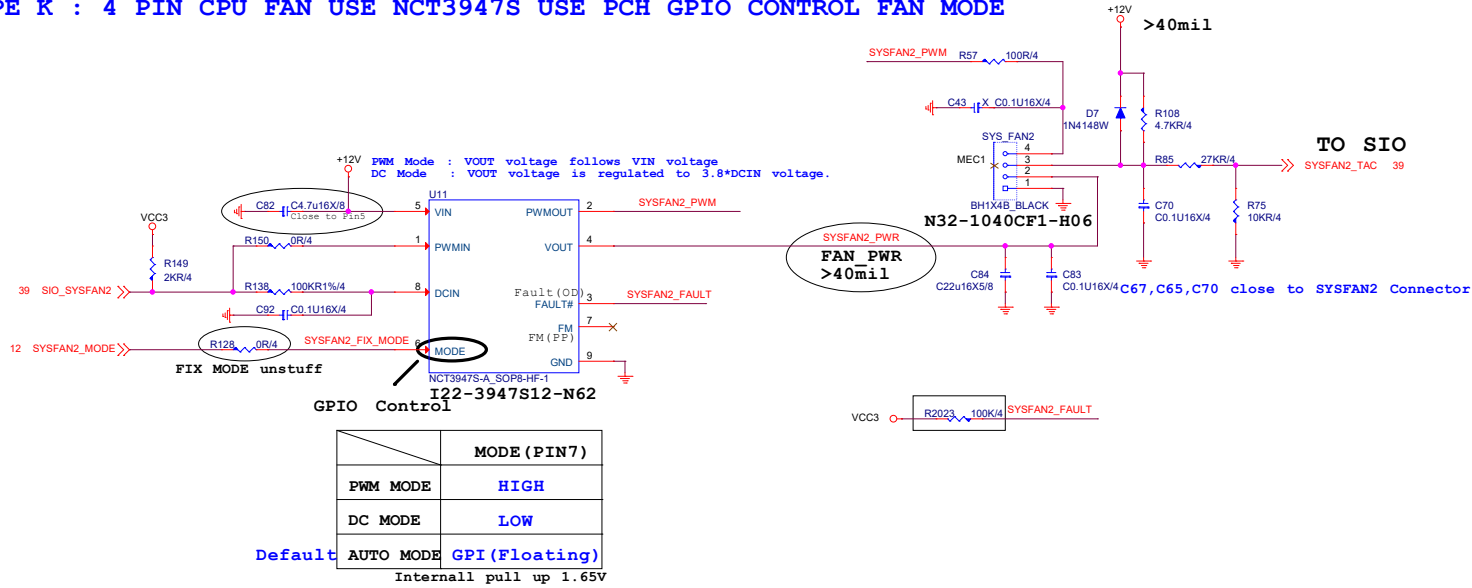 PE K : 4 PIN CPU FAN USE NCT3947S USE PCH GPIO CONTROL FAN MODE
+12V
>40mil
SYSFAN2_PWM
R57
100R/4
C43
X_C0.1U16X/4
D7
1N4148W
R108
4.7KR/4
SYS_FAN2
MEC1
4
3
2
1
BH1X4B_BLACK
N32-1040CF1-H06
R85
27KR/4
TO SIO
SYSFAN2_TAC 39
C70
C0.1U16X/4
R75
10KR/4
+12V
PWM Mode : VOUT voltage follows VIN voltage
DC Mode : VOUT voltage is regulated to 3.8*DCIN voltage.
U11
C82
C4.7u16X/8
Close to Pin5
5
VIN
PWMOUT
2
SYSFAN2_PWM
VCC3
R149
2KR/4
R150
0R/4
1
PWMIN
VOUT
4
SYSFAN2_PWR
FAN_PWR
>40mil
C84
C22u16X5/8
C83
C0.1U16X/4
C67,C65,C70 close to SYSFAN2 Connector
39 SIO_SYSFAN2
R138
100KR1%/4
8
DCIN
Fault(OD)
FAULT#
3
SYSFAN2_FAULT
C92
C0.1U16X/4
FM
7
FM(PP)
12 SYSFAN2_MODE
R128
0R/4
SYSFAN2_FIX_MODE
6
MODE
GND
9
FIX MODE unstuff
NCT3947S-A_SOP8-HF-1
I22-3947S12-N62
GPIO Control
VCC3
R2023
100K/4
SYSFAN2_FAULT
MODE(PIN7)
PWM MODE HIGH
DC MODE LOW
Default AUTO MODE GPI(Floating)
Internall pull up 1.65V